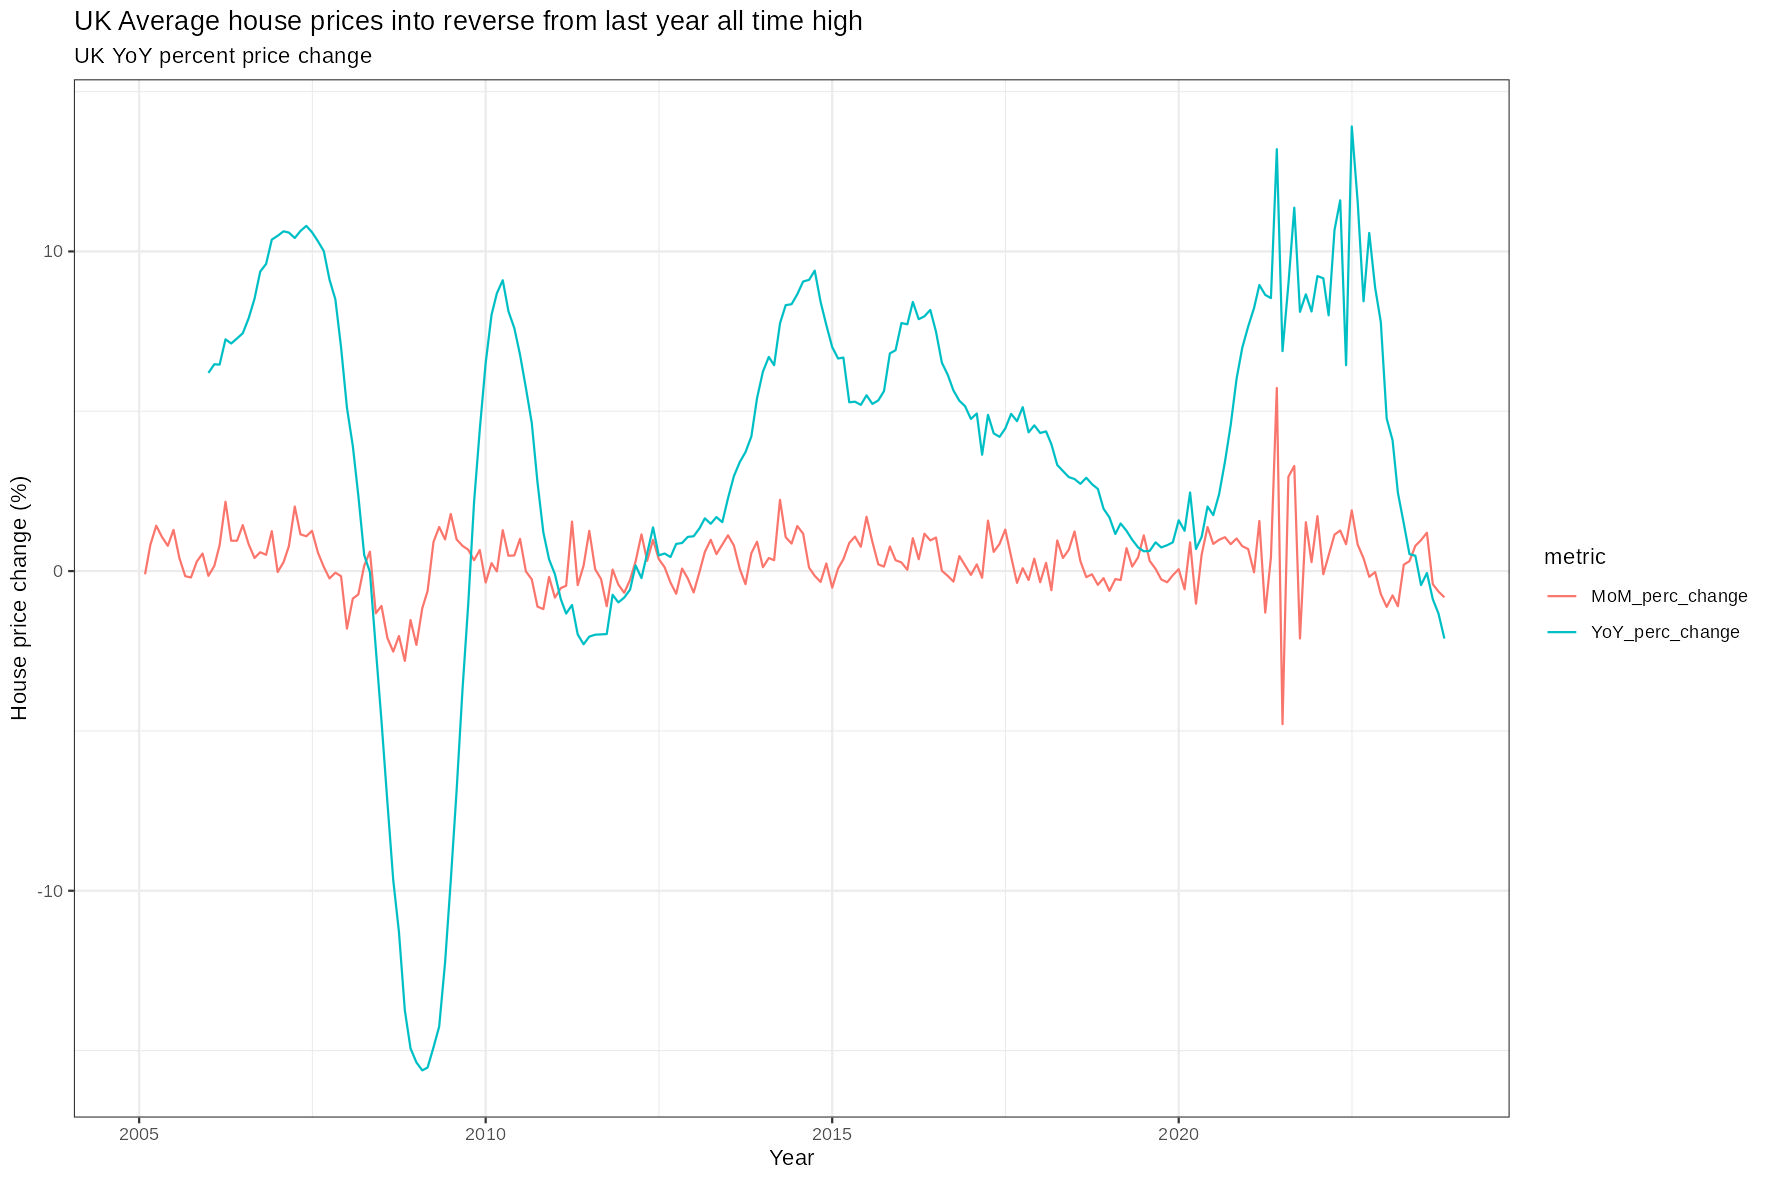 UK Average house prices into reverse from last year all time high
UK YoY percent price change
House price change (%)
10
0
-10
2005
2010
2015
2020
Year
metric
MoM_perc_change
YoY_perc_change